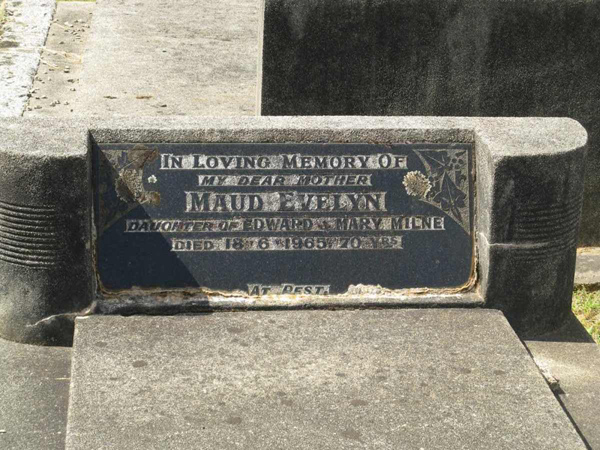 IN LOVING MEMORY OF
MY DEAR MOTHER
MAUD EVELYN
DAUGHTER OF EDWARD & MARY MILNE
DIED 18·6·1965, 70 YRS.
AT REST.